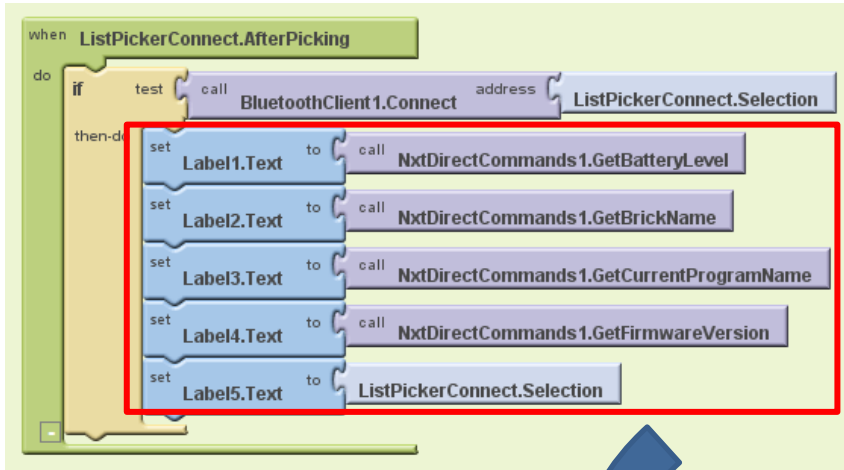 when ListPickerConnect.AfterPicking
do if test call BluetoothClient1.Connect address ListPickerConnect.Selection
then-do set Label1.Text to call NxtDirectCommands1.GetBatteryLevel
set Label2.Text to call NxtDirectCommands1.GetBrickName
set Label3.Text to call NxtDirectCommands1.GetCurrentProgramName
set Label4.Text to call NxtDirectCommands1.GetFirmwareVersion
set Label5.Text to ListPickerConnect.Selection